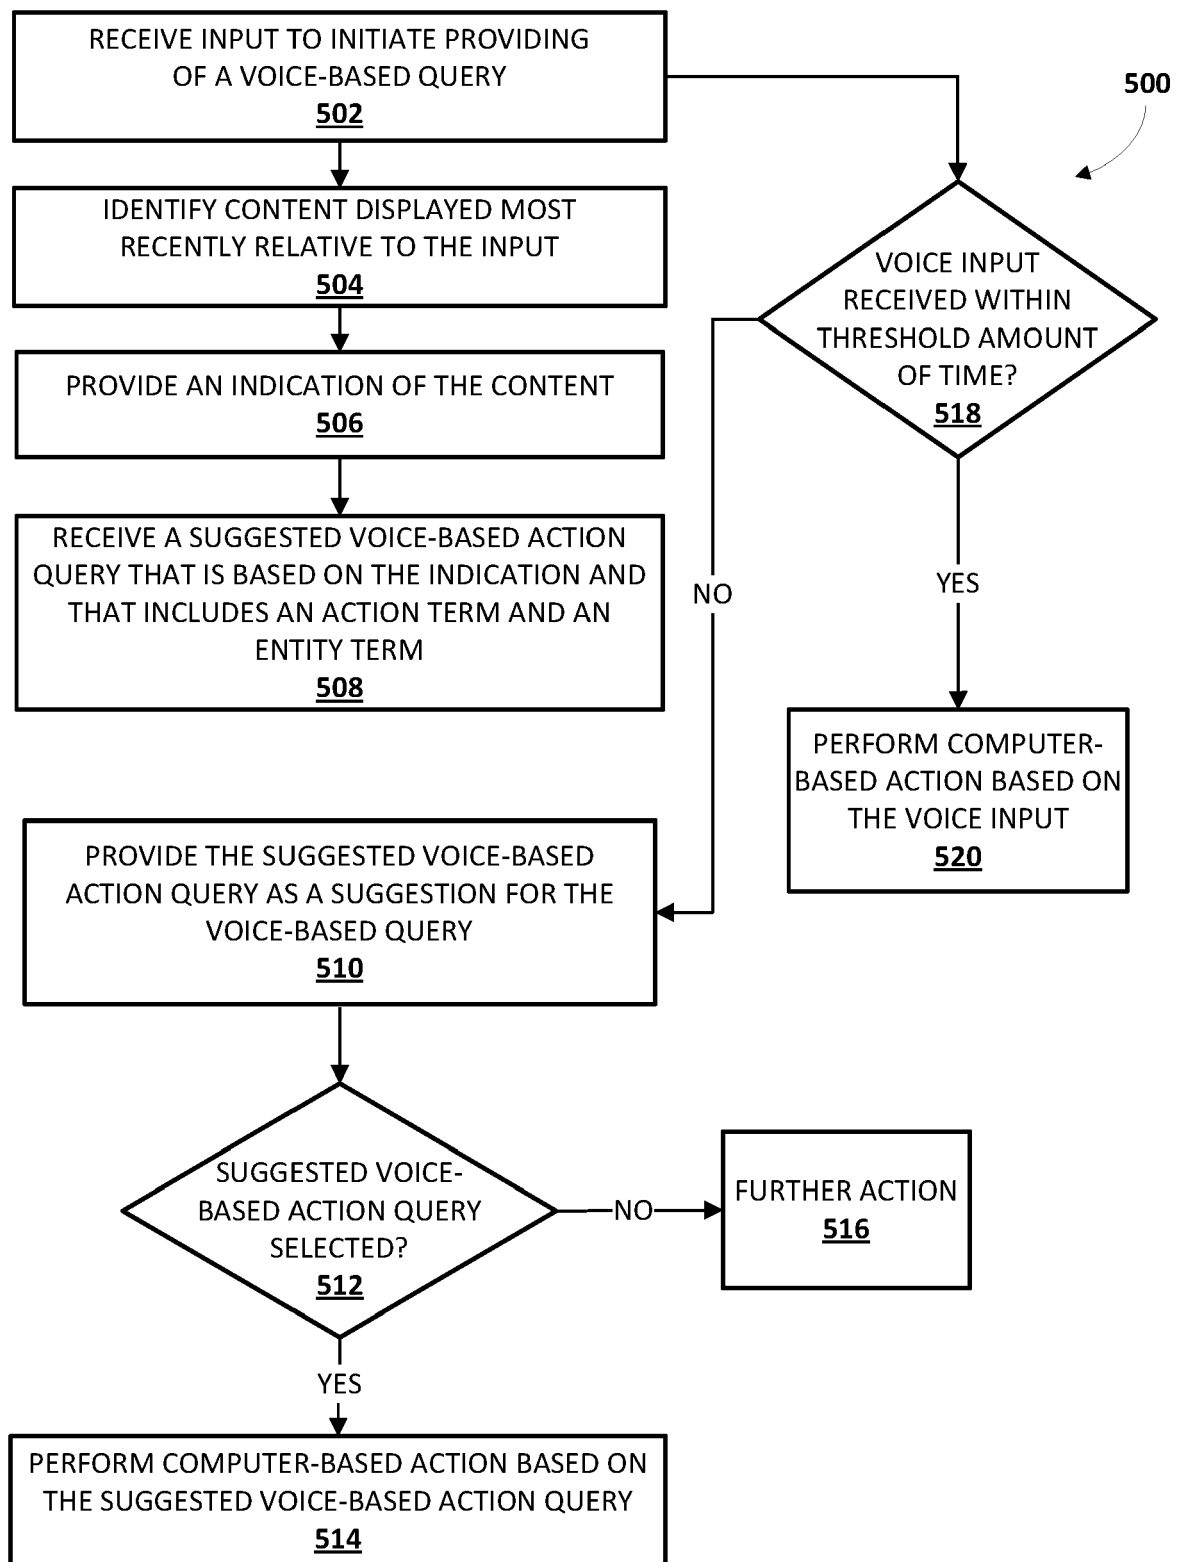 RECEIVE INPUT TO INITIATE PROVIDING
OF A VOICE-BASED QUERY
502
500
IDENTIFY CONTENT DISPLAYED MOST
RECENTLY RELATIVE TO THE INPUT
504
VOICE INPUT
RECEIVED WITHIN
THRESHOLD AMOUNT
OF TIME?
518
PROVIDE AN INDICATION OF THE CONTENT
506
RECEIVE A SUGGESTED VOICE-BASED ACTION
QUERY THAT IS BASED ON THE INDICATION AND
THAT INCLUDES AN ACTION TERM AND AN
ENTITY TERM
508
NO
YES
PERFORM COMPUTER-
BASED ACTION BASED ON
THE VOICE INPUT
520
PROVIDE THE SUGGESTED VOICE-BASED
ACTION QUERY AS A SUGGESTION FOR THE
VOICE-BASED QUERY
510
SUGGESTED VOICE-
BASED ACTION QUERY
SELECTED?
512
NO
FURTHER ACTION
516
YES
PERFORM COMPUTER-BASED ACTION BASED ON
THE SUGGESTED VOICE-BASED ACTION QUERY
514